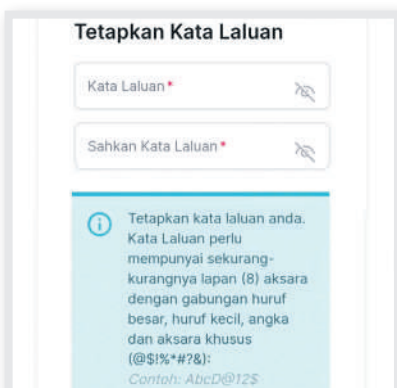 Tetapkan Kata Laluan
Kata Laluan*
Sahkan Kata Laluan*
Tetapkan kata laluan anda.
Kata Laluan perlu
mempunyai sekurang-
kurangnya lapan (8) aksara
dengan gabungan huruf
besar, huruf kecil, angka
dan aksara khusus
(@$!%*#?&):
Contoh: AbcD@12$